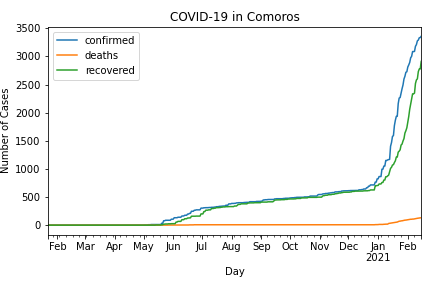 COVID-19 in Comoros
confirmed
deaths
recovered
Number of Cases
3500
3000
2500
2000
1500
1000
500
0
Feb Mar Apr May Jun Jul Aug Sep Oct Nov Dec Jan Feb
2021
Day